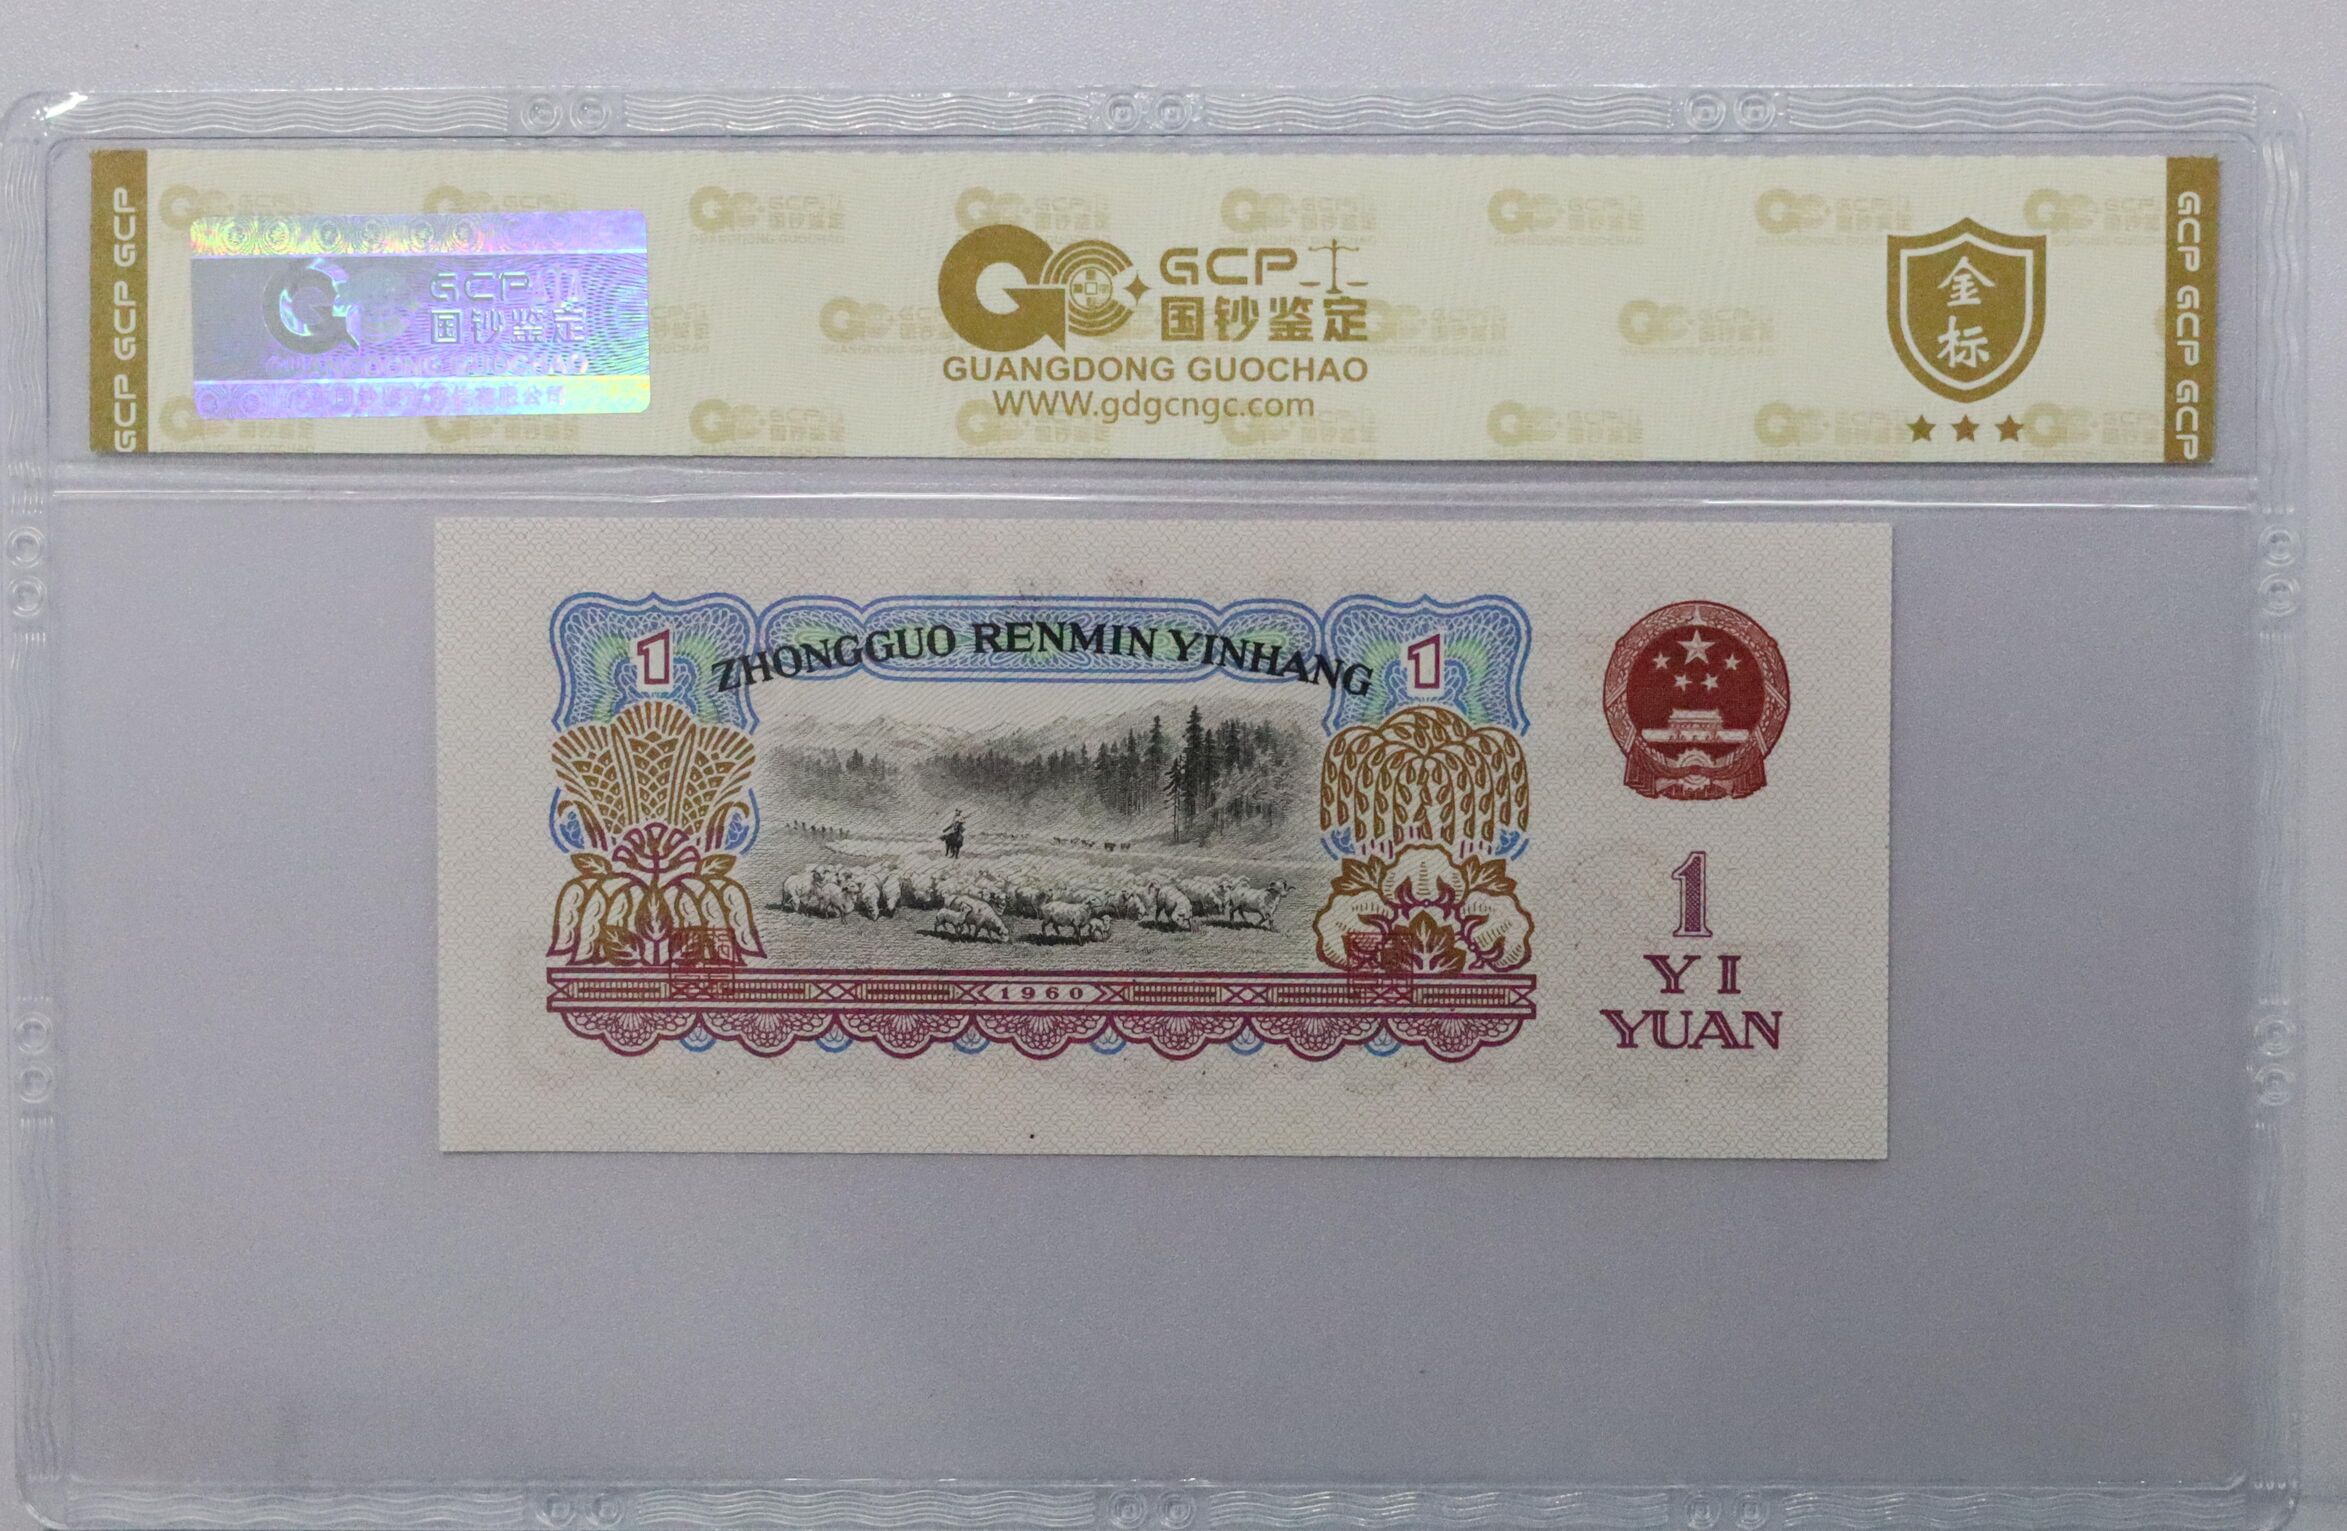 GCP GCP GCP
GCP
国钞鉴定
GUANGDONG GUOCHAO
GCP
国钞鉴定
GUANGDONG GUOCHAO
www.gdgcngc.com
金
标
GCP GCP GCP
ZHONGGUO RENMIN YINHANG
1
1
1960
1
YI
YUAN